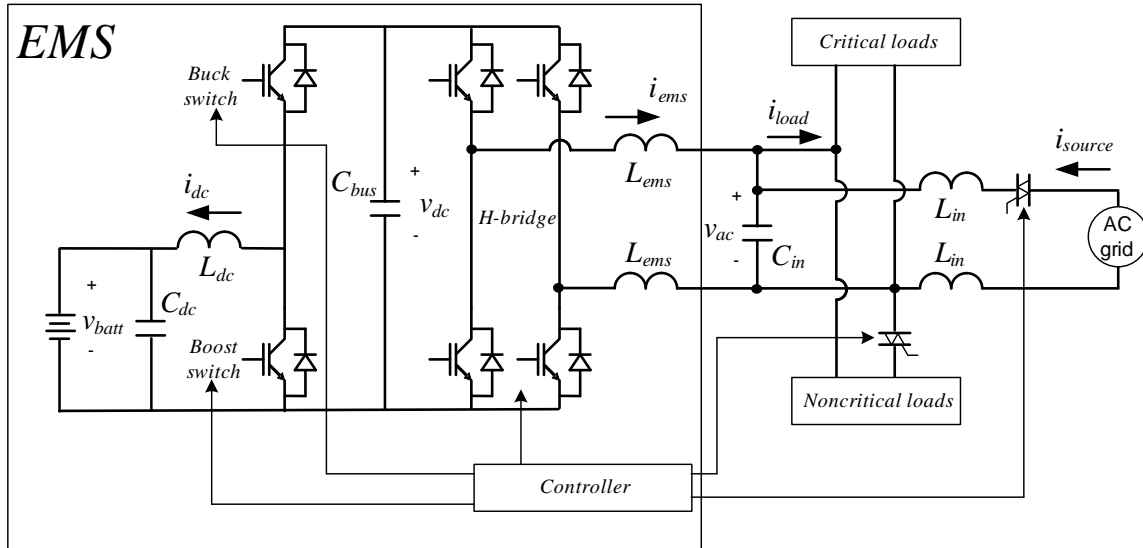 EMS
Buck
switch
i_dc
L_dc
+
v_batt
-
C_dc
Boost
switch
C_bus
+
v_dc
-
H-bridge
i_ems
L_ems
L_ems
i_load
+
v_ac
-
C_in
Critical loads
i_source
L_in
L_in
AC
grid
Noncritical loads
Controller